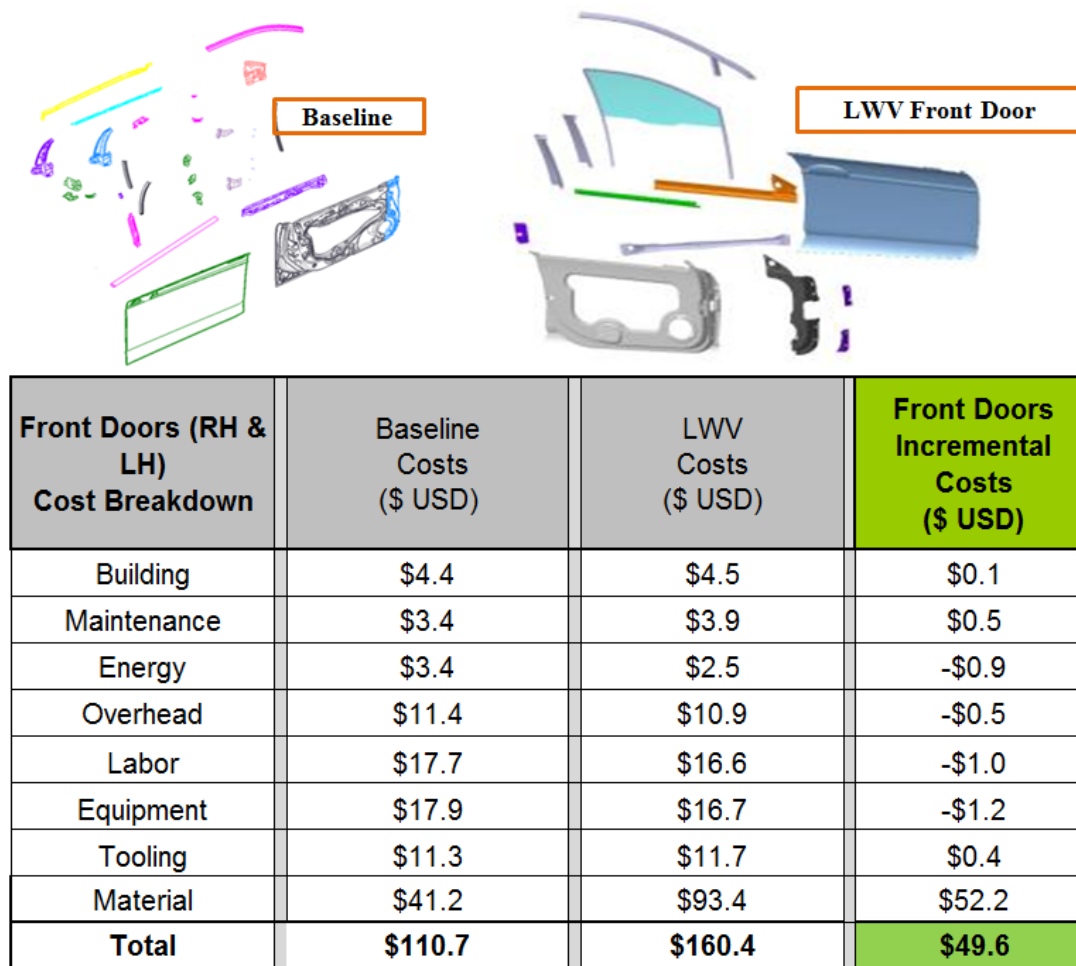 Baseline
LWV Front Door
Front Doors (RH &
LH)
Cost Breakdown
Baseline
Costs
($ USD)
LWV
Costs
($ USD)
Front Doors
Incremental
Costs
($ USD)
Building $4.4 $4.5 $0.1
Maintenance $3.4 $3.9 $0.5
Energy $3.4 $2.5 -$0.9
Overhead $11.4 $10.9 -$0.5
Labor $17.7 $16.6 -$1.0
Equipment $17.9 $16.7 -$1.2
Tooling $11.3 $11.7 $0.4
Material $41.2 $93.4 $52.2
Total $110.7 $160.4 $49.6